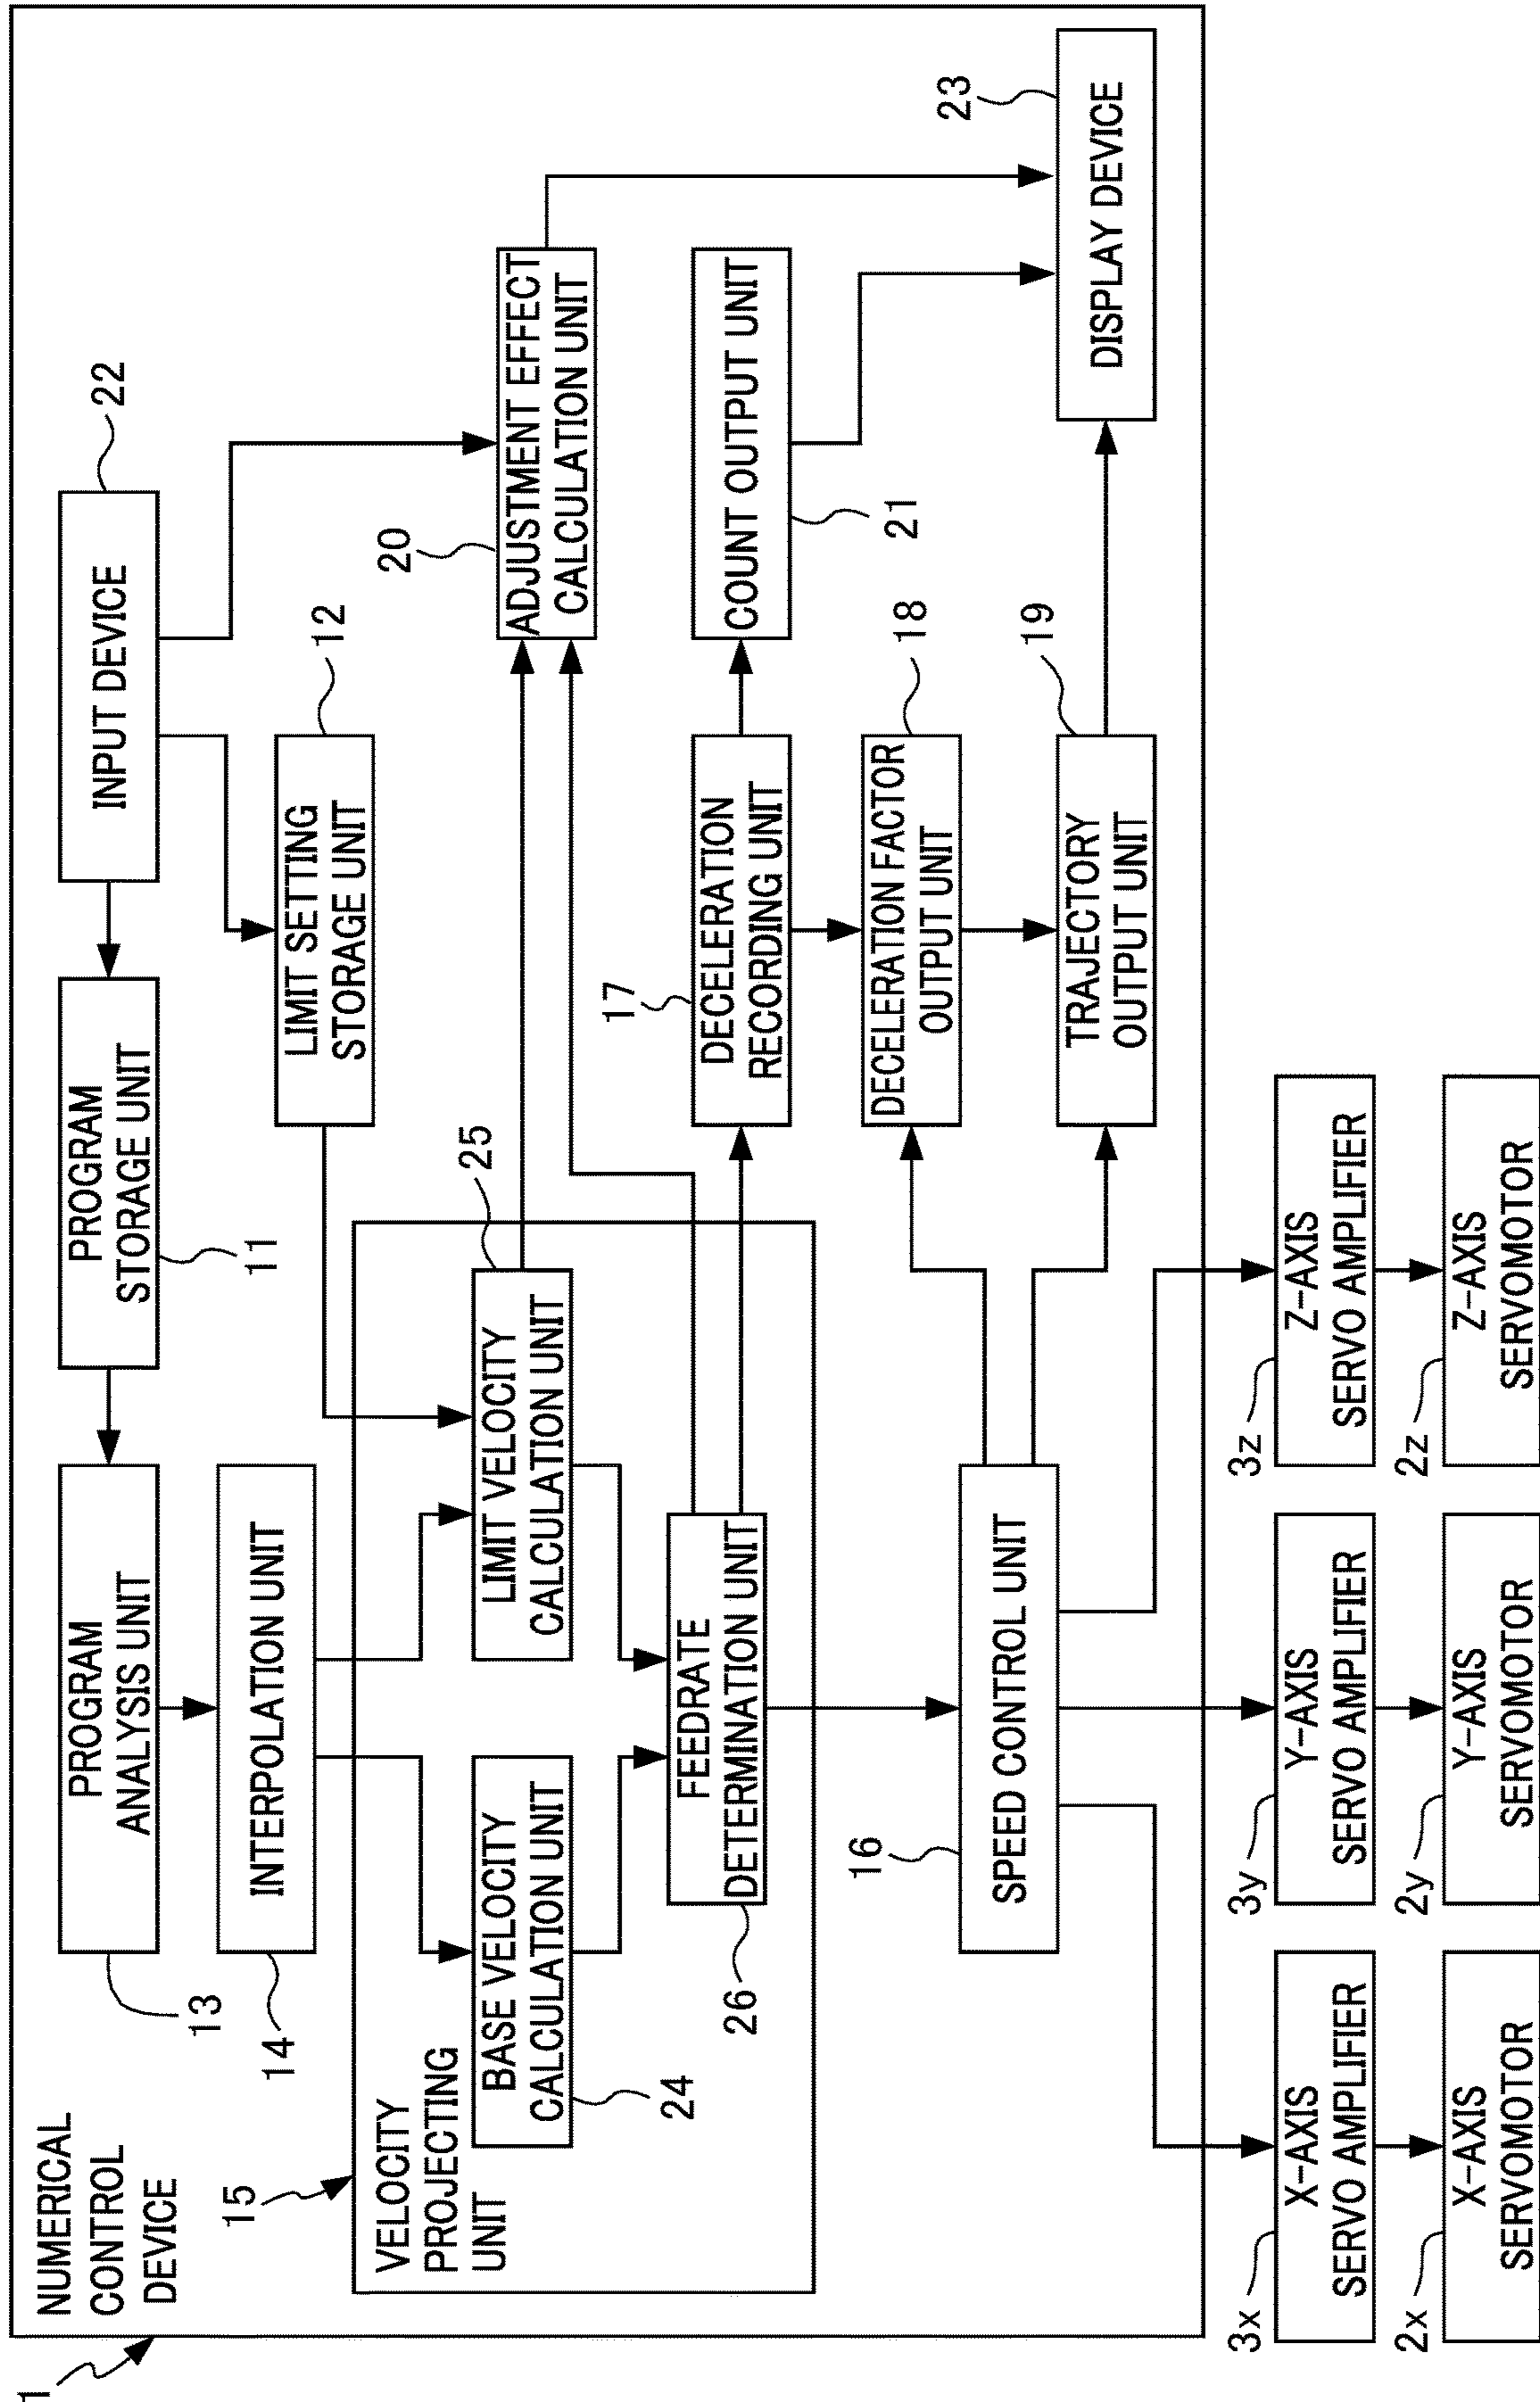 1
NUMERICAL
CONTROL
DEVICE
13
PROGRAM
ANALYSIS UNIT
PROGRAM
STORAGE UNIT
11
INPUT DEVICE
22
14
INTERPOLATION UNIT
LIMIT SETTING
STORAGE UNIT
12
15
VELOCITY
PROJECTING
UNIT
BASE VELOCITY
CALCULATION UNIT
24
LIMIT VELOCITY
CALCULATION UNIT
25
20
ADJUSTMENT EFFECT
CALCULATION UNIT
FEEDRATE
DETERMINATION UNIT
26
17
DECELERATION
RECORDING UNIT
COUNT OUTPUT UNIT
21
DECELERATION FACTOR
OUTPUT UNIT
18
16
SPEED CONTROL UNIT
TRAJECTORY
OUTPUT UNIT
19
DISPLAY DEVICE
23
3x
X-AXIS
SERVO AMPLIFIER
3y
Y-AXIS
SERVO AMPLIFIER
3z
Z-AXIS
SERVO AMPLIFIER
2x
X-AXIS
SERVOMOTOR
2y
Y-AXIS
SERVOMOTOR
2z
Z-AXIS
SERVOMOTOR